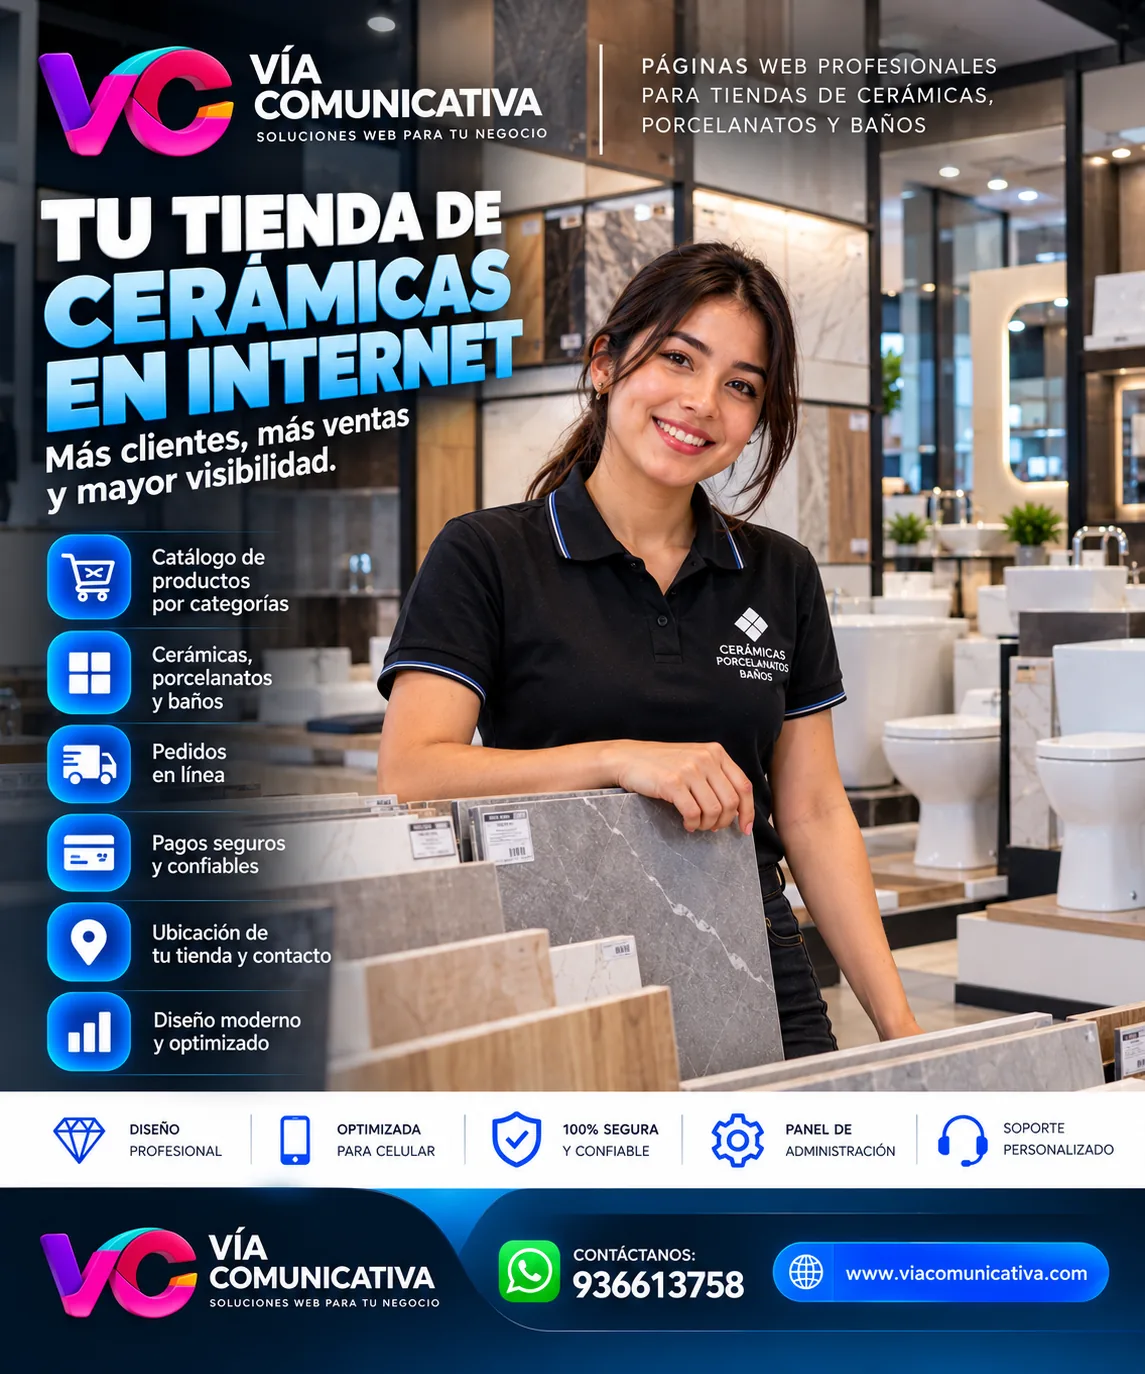 VC
VÍA
COMUNICATIVA
SOLUCIONES WEB PARA TU NEGOCIO
PÁGINAS WEB PROFESIONALES
PARA TIENDAS DE CERÁMICAS,
PORCELANATOS Y BAÑOS
TU TIENDA DE
CERÁMICAS
EN INTERNET
Más clientes, más ventas
y mayor visibilidad.
Catálogo de
productos
por categorías
Cerámicas,
porcelanatos
y baños
Pedidos
en línea
Pagos seguros
y confiables
Ubicación de
tu tienda y contacto
Diseño moderno
y optimizado
CERÁMICAS
PORCELANATOS
BAÑOS
DISEÑO
PROFESIONAL
OPTIMIZADA
PARA CELULAR
100% SEGURA
Y CONFIABLE
PANEL DE
ADMINISTRACIÓN
SOPORTE
PERSONALIZADO
VC
VÍA
COMUNICATIVA
SOLUCIONES WEB PARA TU NEGOCIO
CONTÁCTANOS:
936613758
www.viacomunicativa.com